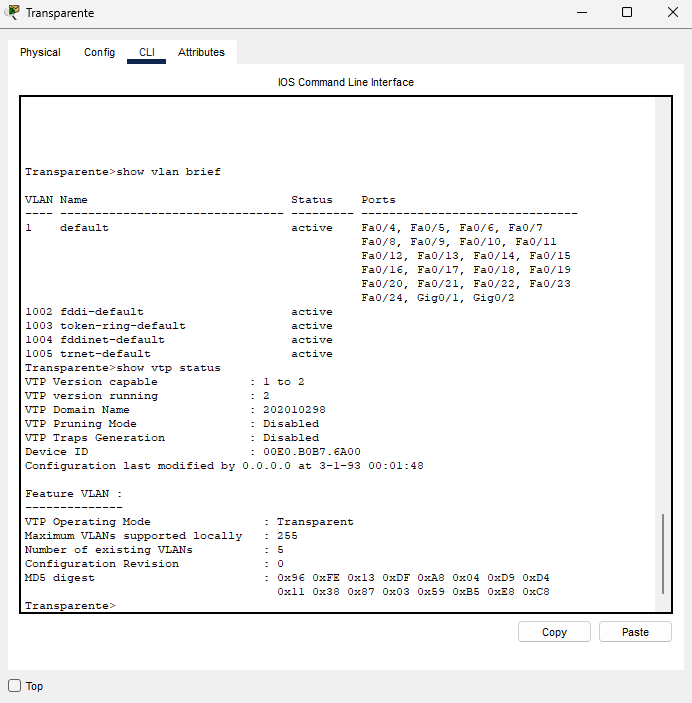 Transparente
Physical Config CLI Attributes
IOS Command Line Interface
Transparente>show vlan brief
VLAN Name                             Status    Ports
---- -------------------------------- --------- -------------------------------
1    default                          active    Fa0/4, Fa0/5, Fa0/6, Fa0/7
                                                Fa0/8, Fa0/9, Fa0/10, Fa0/11
                                                Fa0/12, Fa0/13, Fa0/14, Fa0/15
                                                Fa0/16, Fa0/17, Fa0/18, Fa0/19
                                                Fa0/20, Fa0/21, Fa0/22, Fa0/23
                                                Fa0/24, Gig0/1, Gig0/2
1002 fddi-default                     active
1003 token-ring-default               active
1004 fddinet-default                  active
1005 trnet-default                    active
Transparente>show vtp status
VTP Version capable             : 1 to 2
VTP version running             : 2
VTP Domain Name                 : 202010298
VTP Pruning Mode                : Disabled
VTP Traps Generation            : Disabled
Device ID                       : 00E0.B0B7.6A00
Configuration last modified by 0.0.0.0 at 3-1-93 00:01:48
Feature VLAN :
--------------
VTP Operating Mode                : Transparent
Maximum VLANs supported locally   : 255
Number of existing VLANs          : 5
Configuration Revision            : 0
MD5 digest                        : 0x96 0xFE 0x13 0xDF 0xA8 0x04 0xD9 0xD4
                                    0x11 0x38 0x87 0x03 0x59 0xB5 0xE8 0xC8
Transparente>
Copy Paste
Top